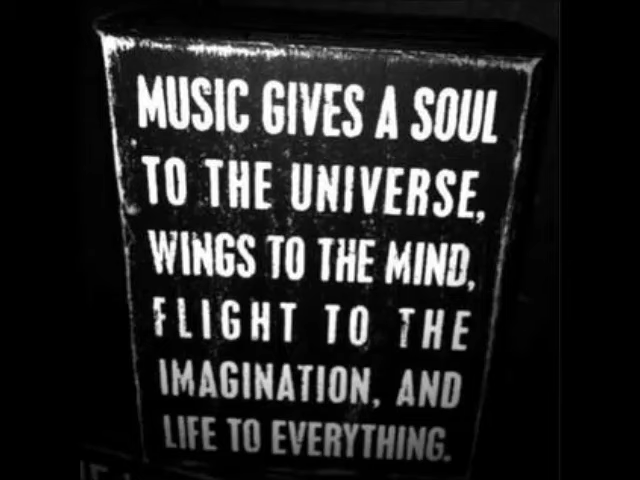 MUSIC GIVES A SOUL
TO THE UNIVERSE,
WINGS TO THE MIND,
FLIGHT TO THE
IMAGINATION, AND
LIFE TO EVERYTHING.